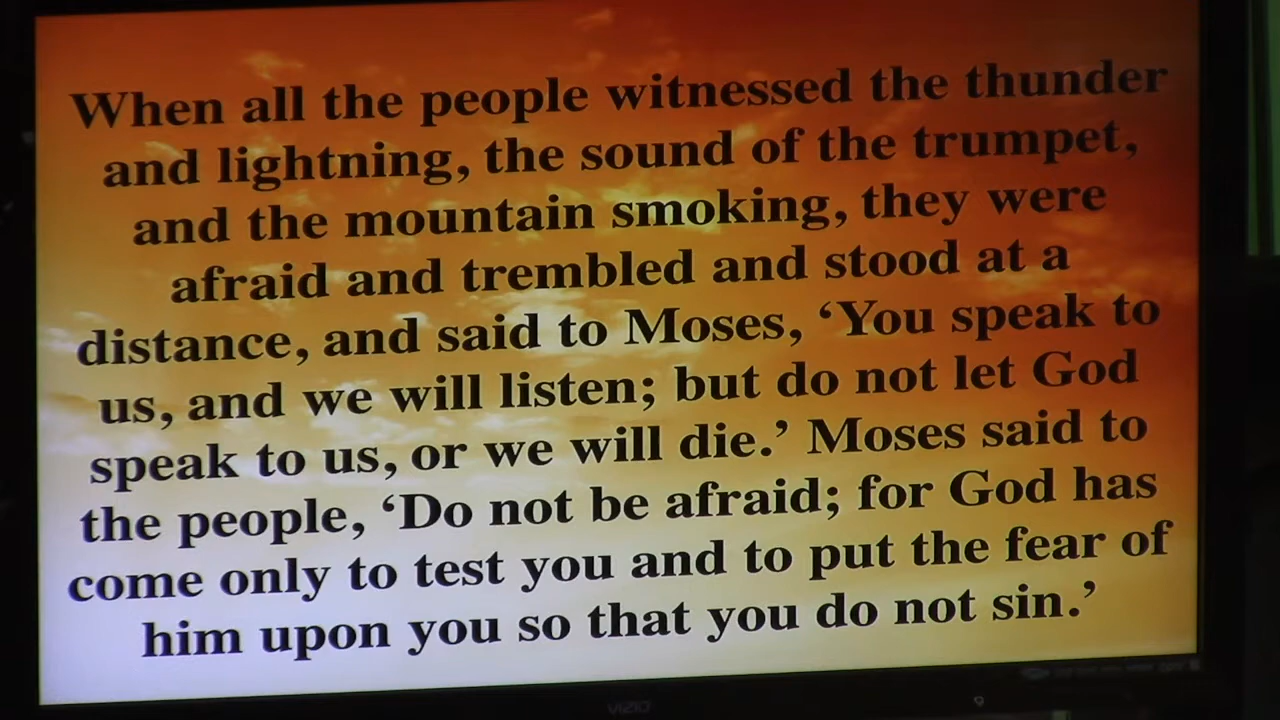 When all the people witnessed the thunder
and lightning, the sound of the trumpet,
and the mountain smoking, they were
afraid and trembled and stood at a
distance, and said to Moses, ‘You speak to
us, and we will listen; but do not let God
speak to us, or we will die.’ Moses said to
the people, ‘Do not be afraid; for God has
come only to test you and to put the fear of
him upon you so that you do not sin.’
VIZIO